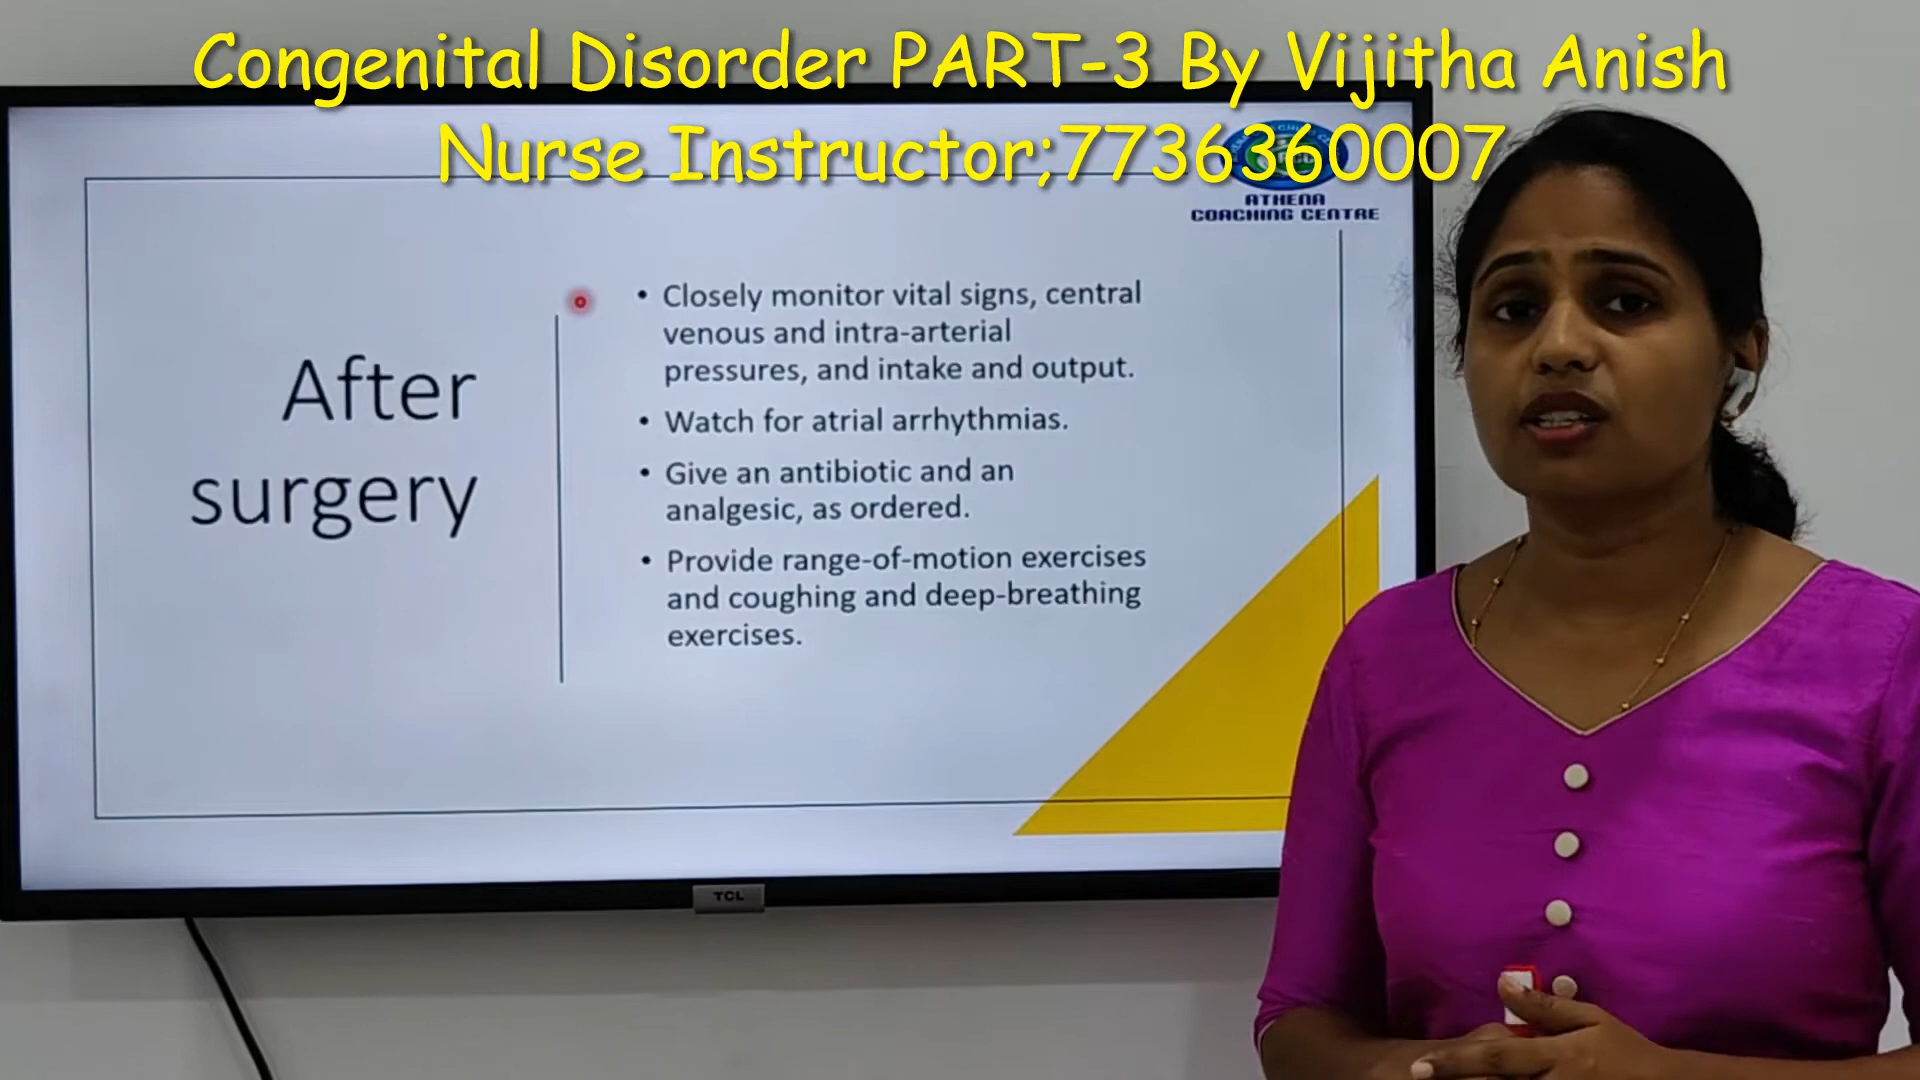 Congenital Disorder PART-3 By Vijitha Anish
Nurse Instructor;7736360007
ATHENA
COACHING CENTRE
After
surgery
• Closely monitor vital signs, central
venous and intra-arterial
pressures, and intake and output.
• Watch for atrial arrhythmias.
• Give an antibiotic and an
analgesic, as ordered.
• Provide range-of-motion exercises
and coughing and deep-breathing
exercises.
TCL